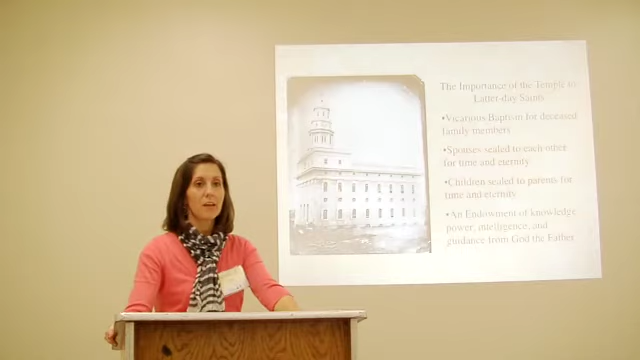 The Importance of the Temple to
Latter-day Saints
•Vicarious Baptism for deceased
family members
•Spouses sealed to each other
for time and eternity
•Children sealed to parents for
time and eternity
•An Endowment of knowledge
power, intelligence, and
guidance from God the Father